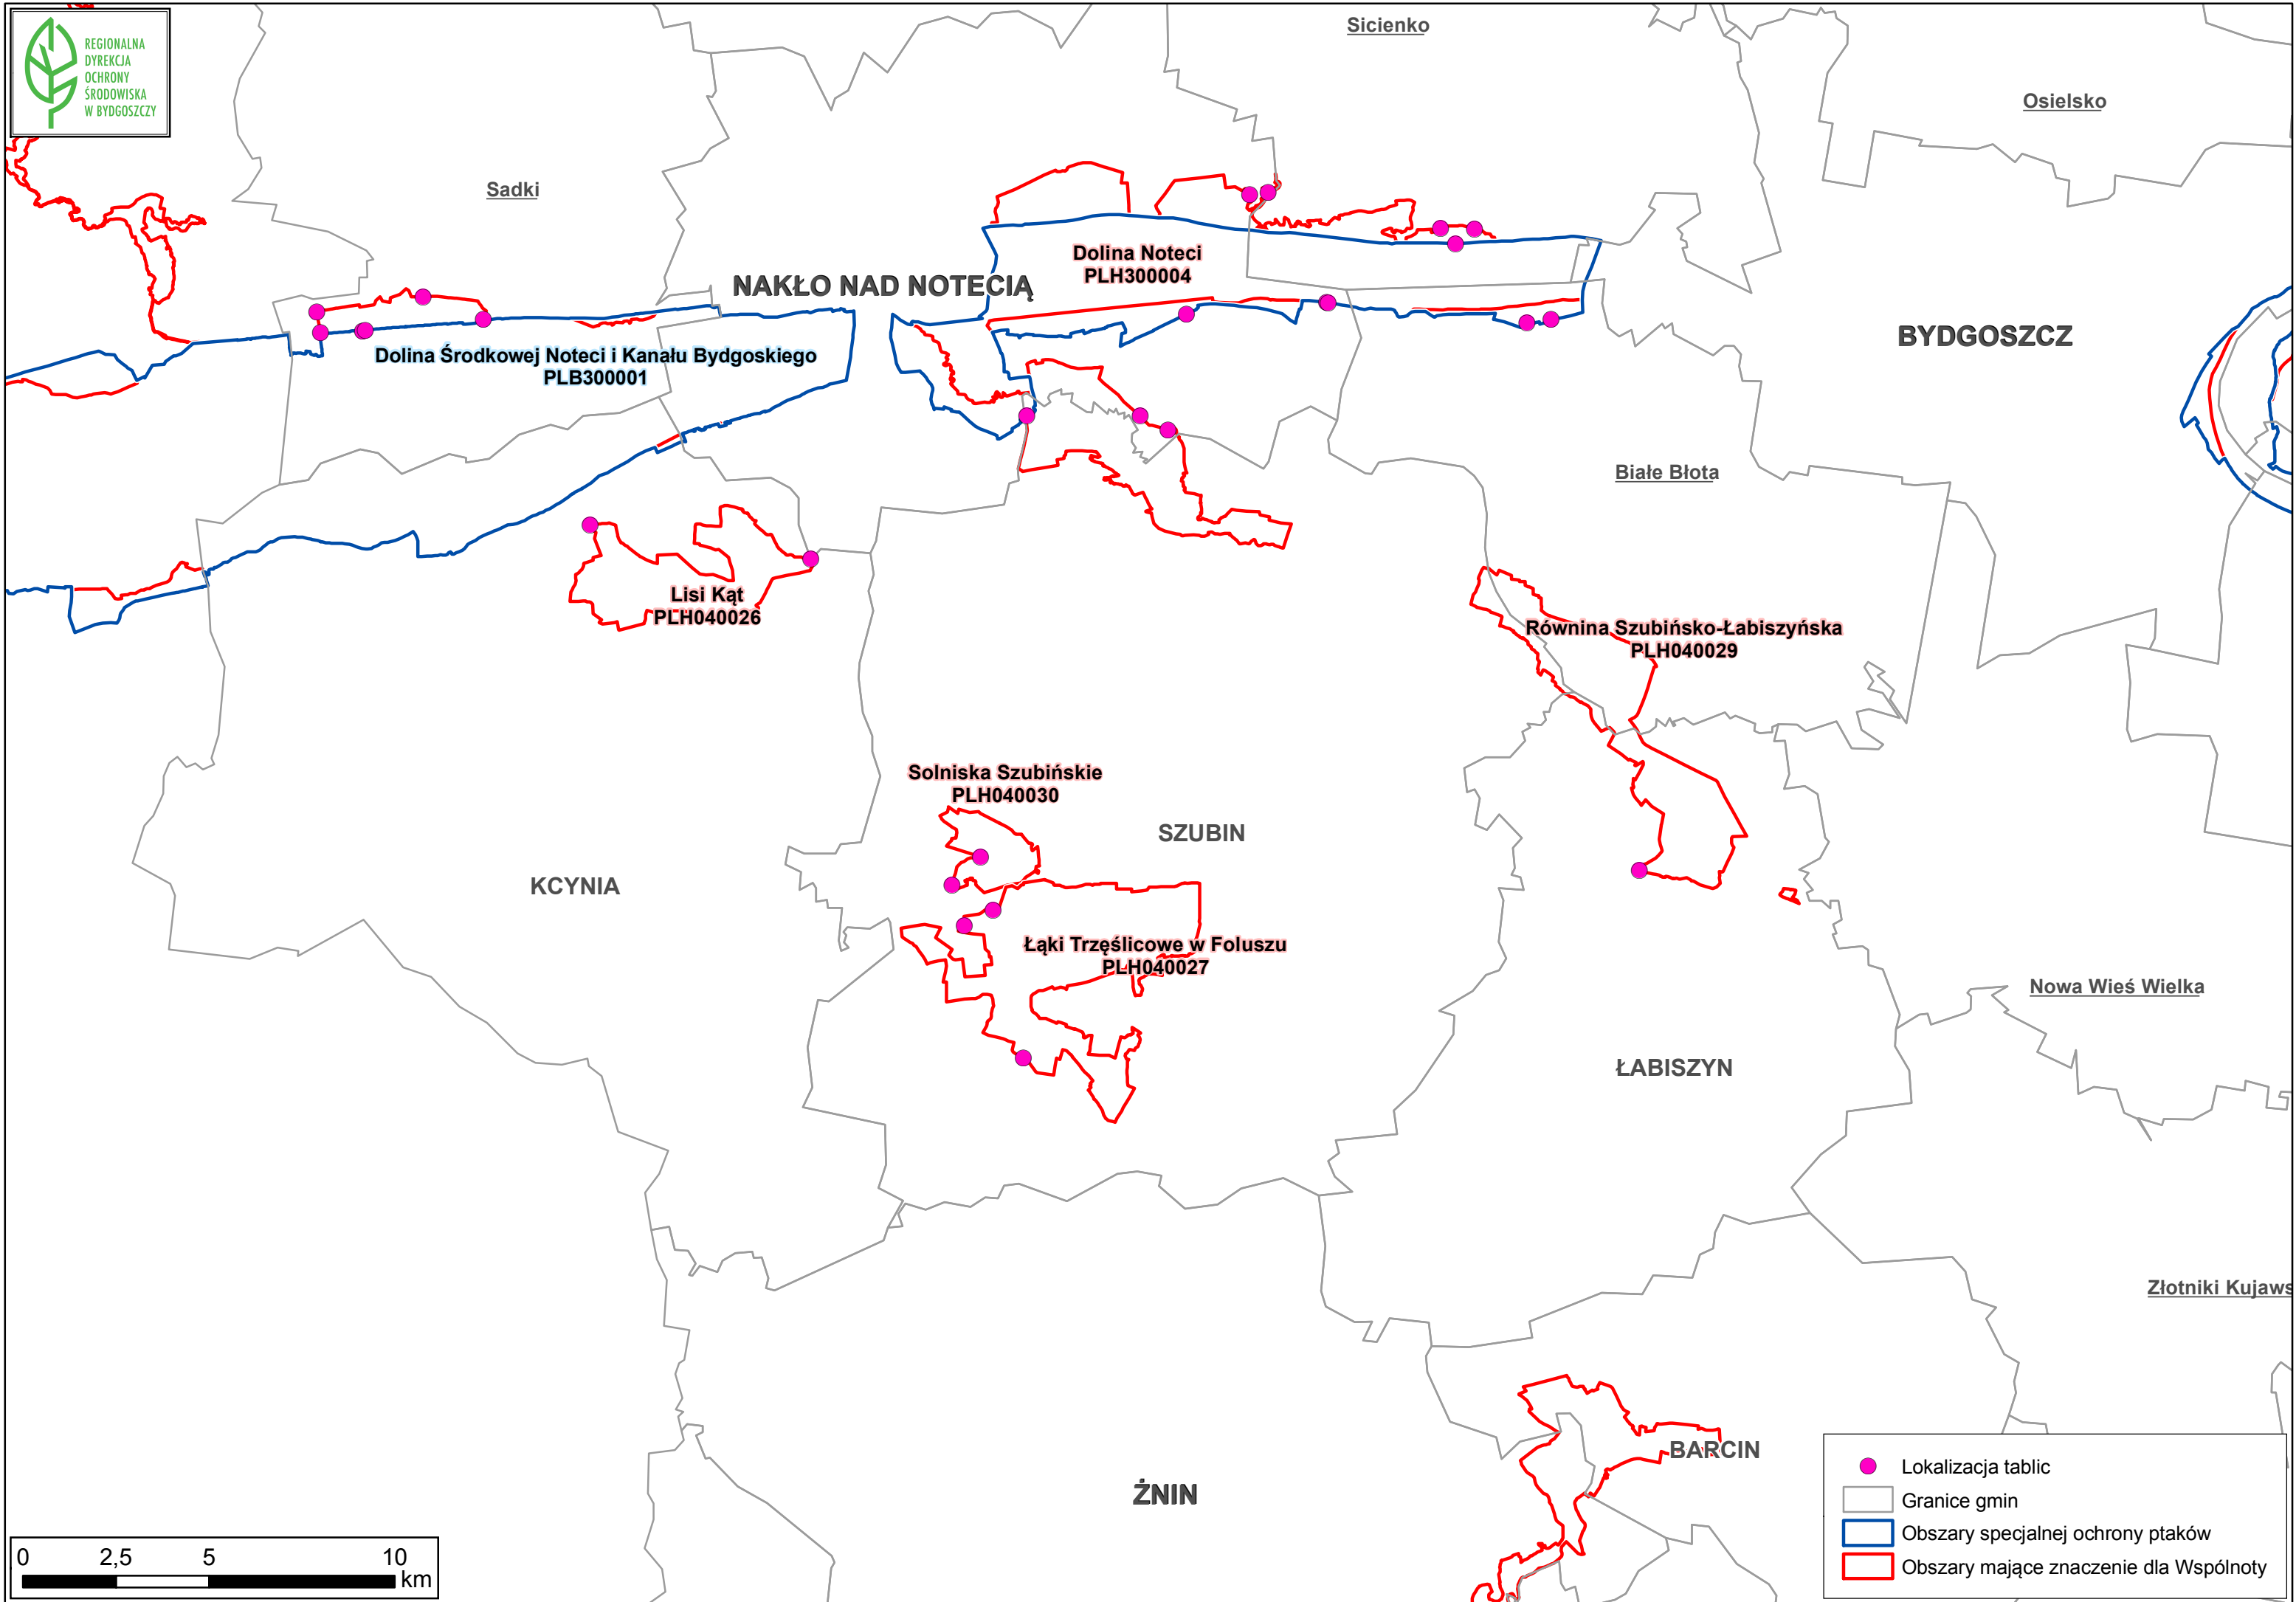 REGIONALNA
DYREKCJA
OCHRONY
ŚRODOWISKA
W BYDGOSZCZY
Sicienko
Osielsko
Sadki
Dolina Noteci
PLH300004
NAKŁO NAD NOTECIĄ
BYDGOSZCZ
Dolina Środkowej Noteci i Kanału Bydgoskiego
PLB300001
Białe Błota
Lisi Kąt
PLH040026
Równina Szubińsko-Łabiszyńska
PLH040029
Solniska Szubińskie
PLH040030
SZUBIN
KCYNIA
Łąki Trzęślicowe w Foluszu
PLH040027
Nowa Wieś Wielka
ŁABISZYN
Złotniki Kujaws
BARCIN
ŻNIN
Lokalizacja tablic
Granice gmin
Obszary specjalnej ochrony ptaków
Obszary mające znaczenie dla Wspólnoty
0 2,5 5 10
km